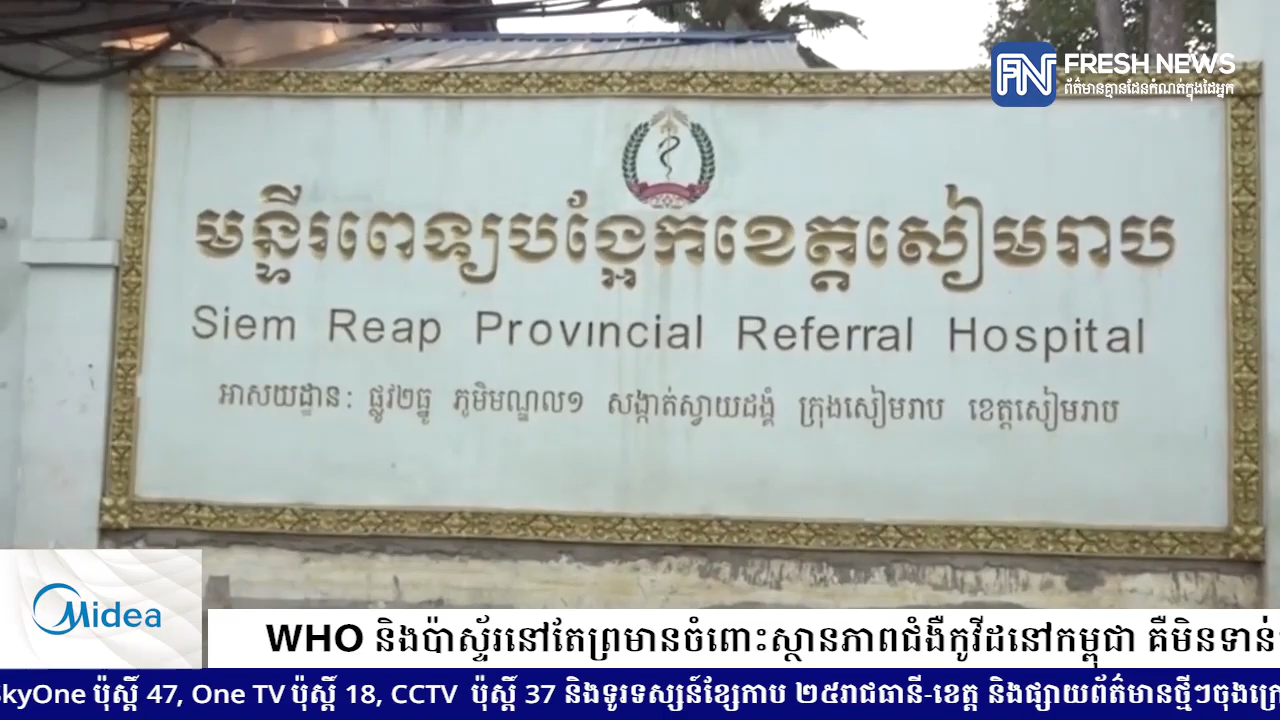 FN FRESH NEWS
ព័ត៌មានគ្មានដែនកំណត់ក្នុងដៃអ្នក
មន្ទីរពេទ្យបង្អែកខេត្តសៀមរាប
Siem Reap Provincial Referral Hospital
អាសយដ្ឋាន: ផ្លូវ២ធ្នូ ភូមិមណ្ឌល១ សង្កាត់ស្វាយដង្គំ ក្រុងសៀមរាប ខេត្តសៀមរាប
Midea
WHO និងប៉ាស្ទ័រនៅតែព្រមានចំពោះស្ថានភាពជំងឺកូវីដនៅកម្ពុជា គឺមិនទាន់
SkyOne ប៉ុស្តិ៍ 47, One TV ប៉ុស្តិ៍ 18, CCTV ប៉ុស្តិ៍ 37 និងទូរទស្សន៍ខ្សែកាប ២៥រាជធានី-ខេត្ត និងផ្សាយព័ត៌មានថ្មីៗចុងក្រោ